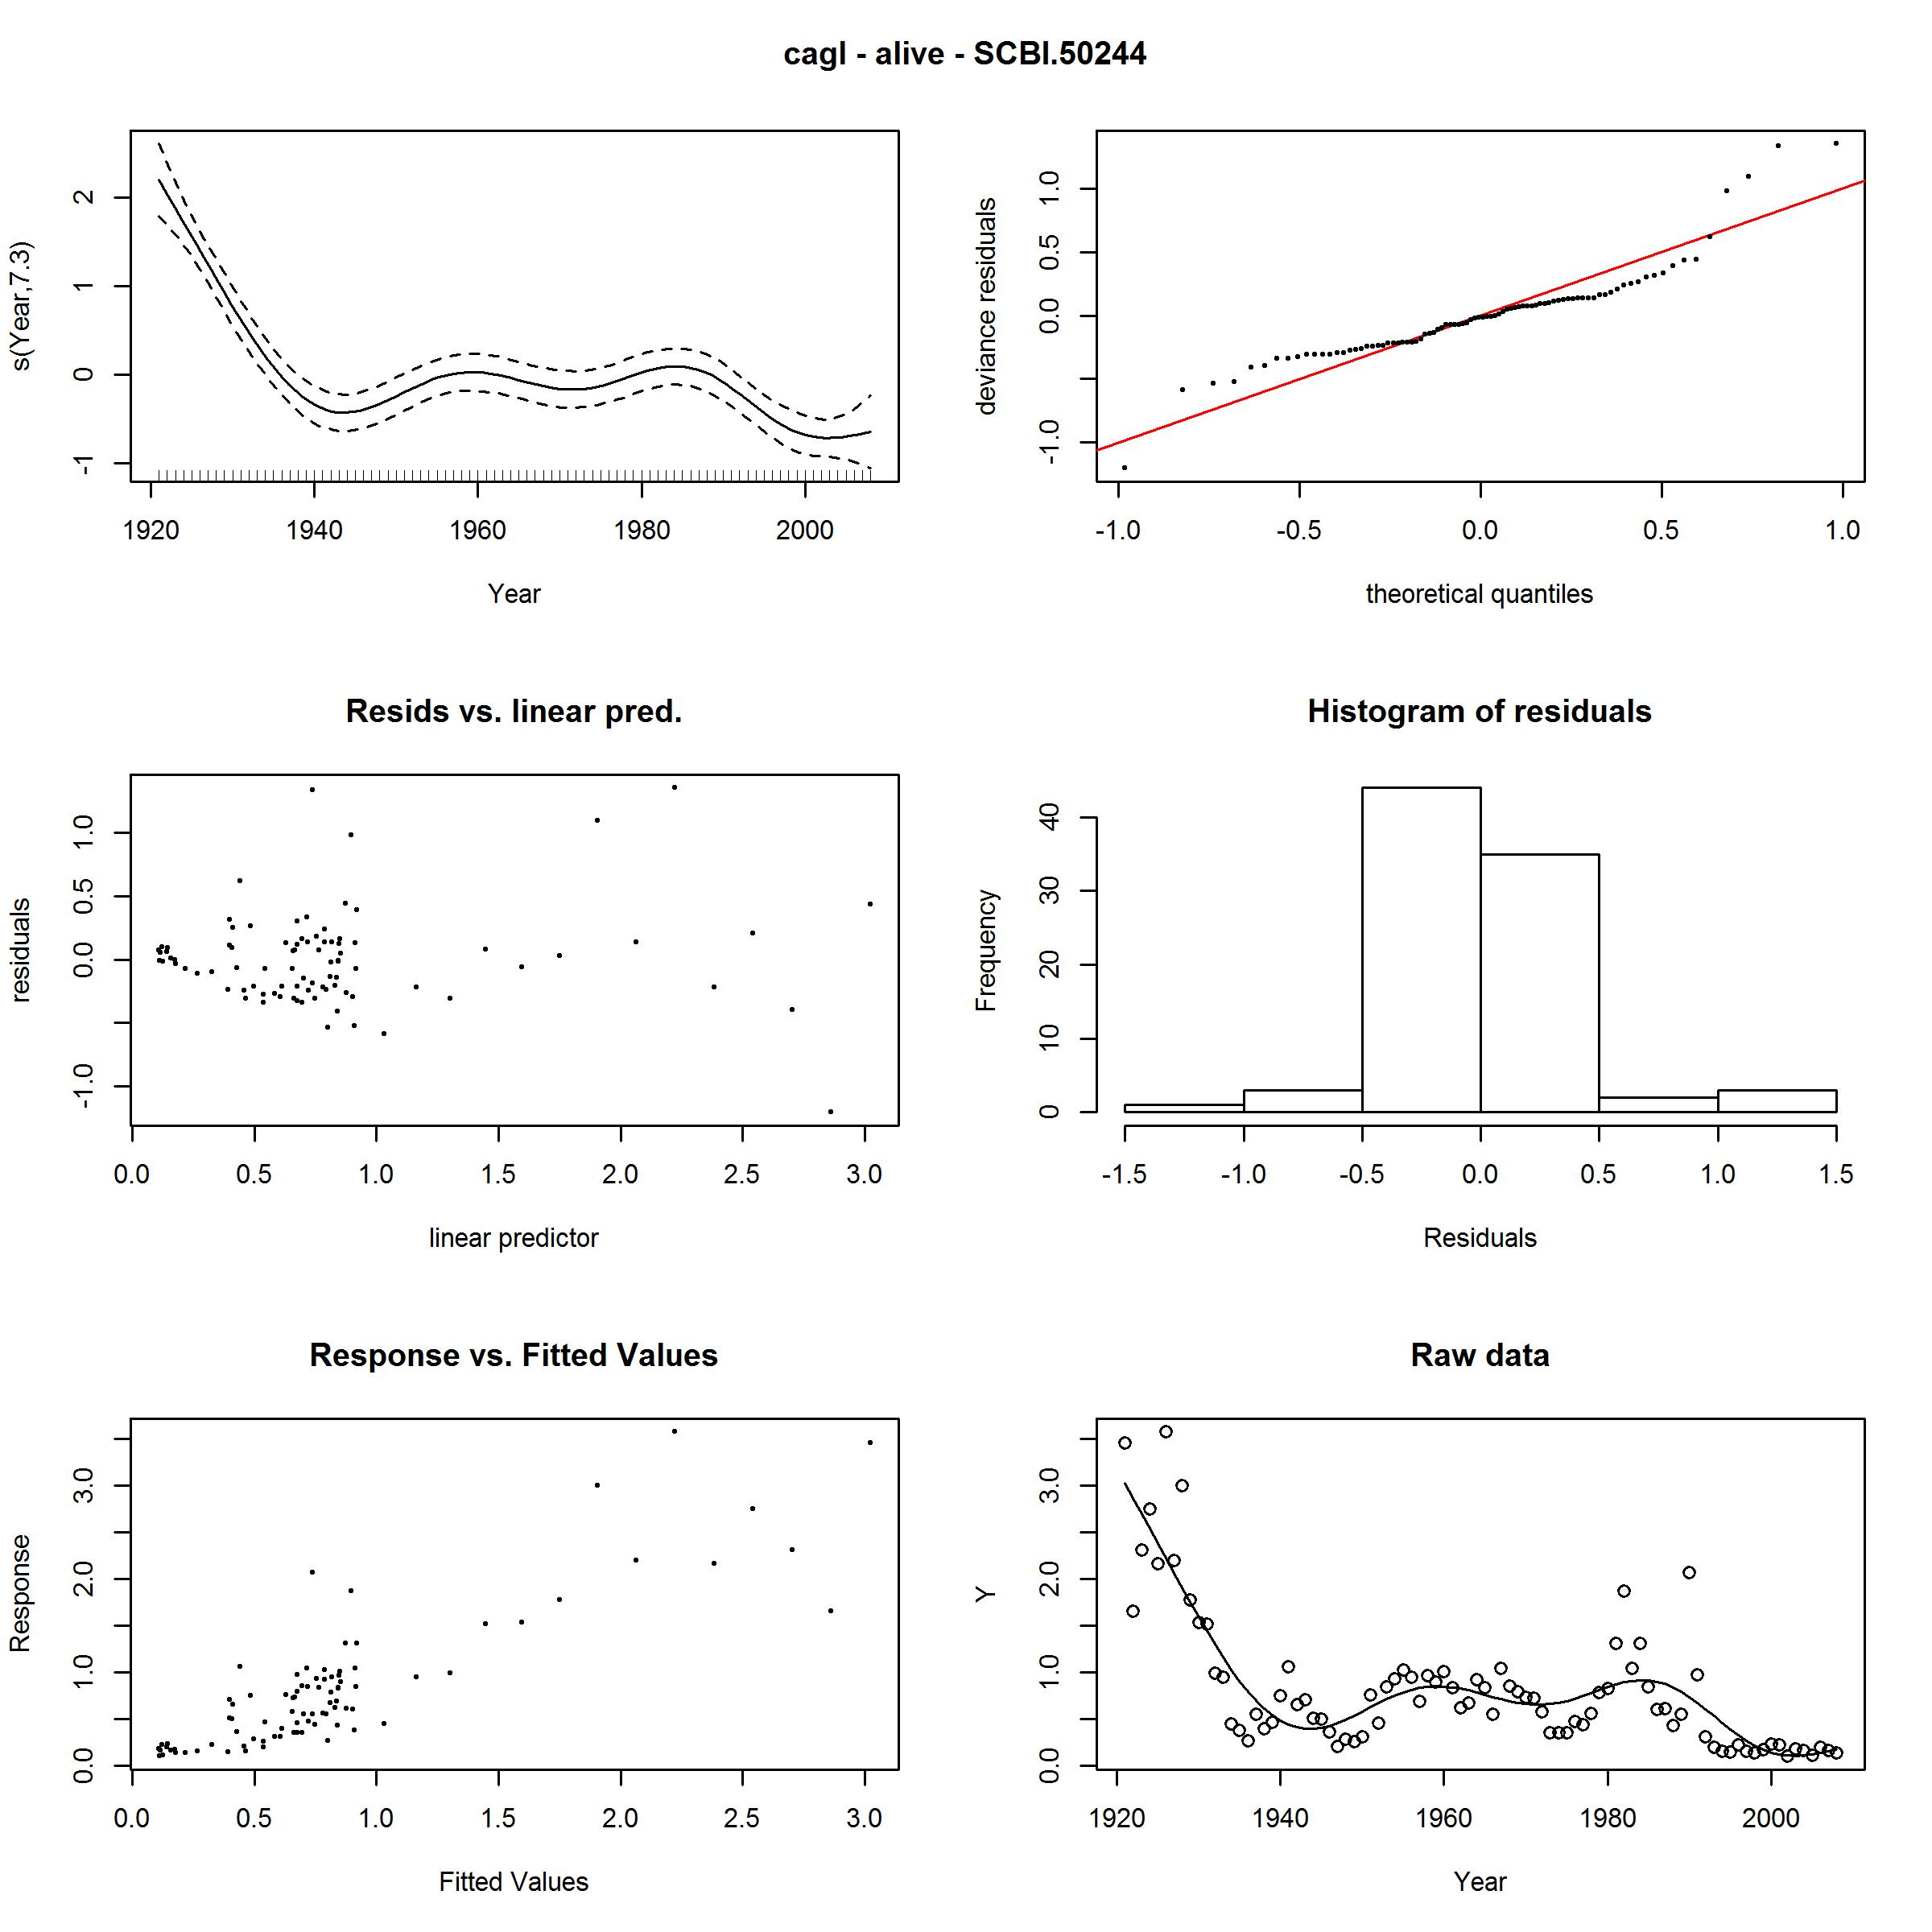 cagl - alive - SCBI.50244
s(Year,7.3)
2
1
0
-1
1920 1940 1960 1980 2000
Year
deviance residuals
1.0
0.5
0.0
-1.0
-1.0 -0.5 0.0 0.5 1.0
theoretical quantiles
Resids vs. linear pred.
residuals
1.0
0.5
0.0
-1.0
0.0 0.5 1.0 1.5 2.0 2.5 3.0
linear predictor
Histogram of residuals
Frequency
40
30
20
10
0
-1.5 -1.0 -0.5 0.0 0.5 1.0 1.5
Residuals
Response vs. Fitted Values
Response
3.0
2.0
1.0
0.0
0.0 0.5 1.0 1.5 2.0 2.5 3.0
Fitted Values
Raw data
Y
3.0
2.0
1.0
0.0
1920 1940 1960 1980 2000
Year